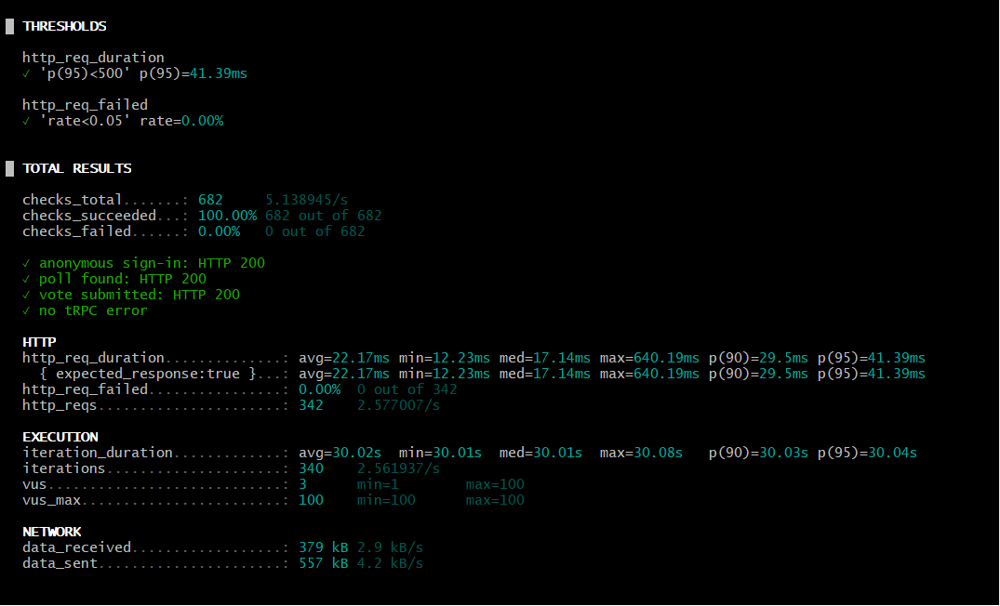 THRESHOLDS
http_req_duration
✓ 'p(95)<500' p(95)=41.39ms
http_req_failed
✓ 'rate<0.05' rate=0.00%
TOTAL RESULTS
checks_total.......: 682 5.138945/s
checks_succeeded...: 100.00% 682 out of 682
checks_failed......: 0.00% 0 out of 682
✓ anonymous sign-in: HTTP 200
✓ poll found: HTTP 200
✓ vote submitted: HTTP 200
✓ no tRPC error
HTTP
http_req_duration..............: avg=22.17ms min=12.23ms med=17.14ms max=640.19ms p(90)=29.5ms p(95)=41.39ms
{ expected_response:true }...: avg=22.17ms min=12.23ms med=17.14ms max=640.19ms p(90)=29.5ms p(95)=41.39ms
http_req_failed................: 0.00% 0 out of 342
http_reqs......................: 342 2.577007/s
EXECUTION
iteration_duration.............: avg=30.02s min=30.01s med=30.01s max=30.08s p(90)=30.03s p(95)=30.04s
iterations.....................: 340 2.561937/s
vus............................: 3 min=1 max=100
vus_max........................: 100 min=100 max=100
NETWORK
data_received..................: 379 kB 2.9 kB/s
data_sent......................: 557 kB 4.2 kB/s